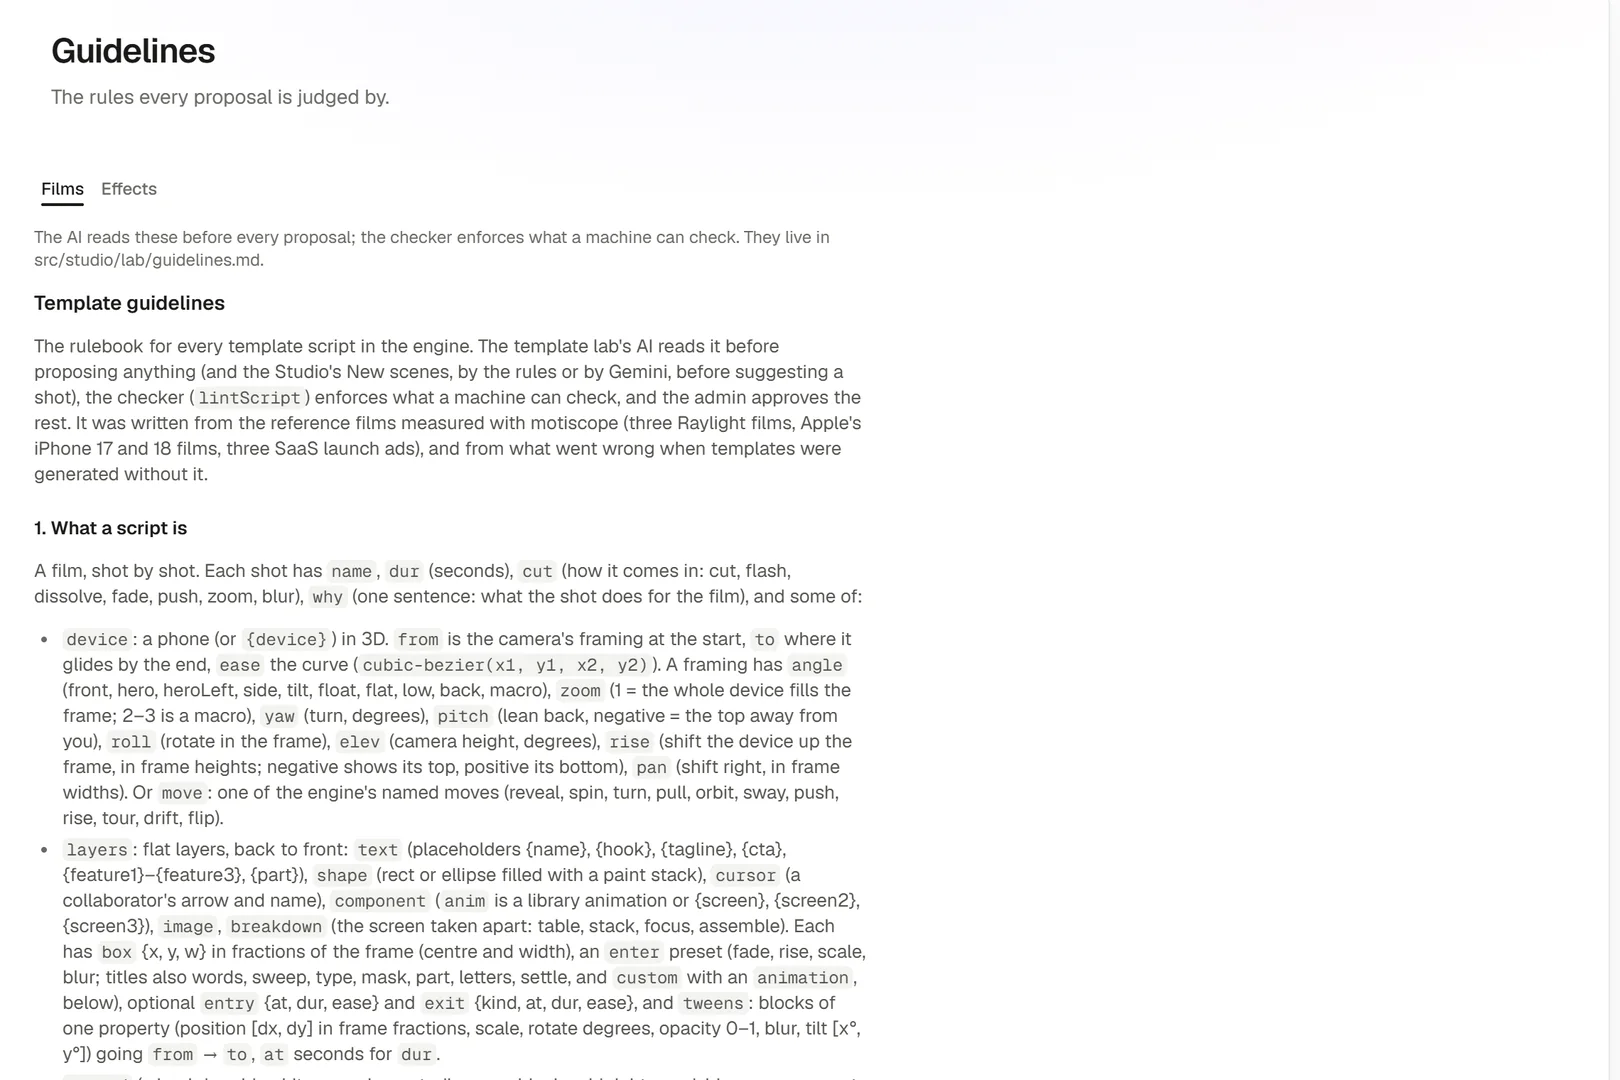 Guidelines
The rules every proposal is judged by.
Films Effects
The AI reads these before every proposal; the checker enforces what a machine can check. They live in
src/studio/lab/guidelines.md.
Template guidelines
The rulebook for every template script in the engine. The template lab's AI reads it before
proposing anything (and the Studio's New scenes, by the rules or by Gemini, before suggesting a
shot), the checker (lintScript) enforces what a machine can check, and the admin approves the
rest. It was written from the reference films measured with motiscope (three Raylight films, Apple's
iPhone 17 and 18 films, three SaaS launch ads), and from what went wrong when templates were
generated without it.
1. What a script is
A film, shot by shot. Each shot has name, dur (seconds), cut (how it comes in: cut, flash,
dissolve, fade, push, zoom, blur), why (one sentence: what the shot does for the film), and some of:
• device: a phone (or {device}) in 3D. from is the camera's framing at the start, to where it
glides by the end, ease the curve (cubic-bezier(x1, y1, x2, y2)). A framing has angle
(front, hero, heroLeft, side, tilt, float, flat, low, back, macro), zoom (1 = the whole device fills the
frame; 2–3 is a macro), yaw (turn, degrees), pitch (lean back, negative = the top away from
you), roll (rotate in the frame), elev (camera height, degrees), rise (shift the device up the
frame, in frame heights; negative shows its top, positive its bottom), pan (shift right, in frame
widths). Or move: one of the engine's named moves (reveal, spin, turn, pull, orbit, sway, push,
rise, tour, drift, flip).
• layers: flat layers, back to front: text (placeholders {name}, {hook}, {tagline}, {cta},
{feature1}–{feature3}, {part}), shape (rect or ellipse filled with a paint stack), cursor (a
collaborator's arrow and name), component (anim is a library animation or {screen}, {screen2},
{screen3}), image, breakdown (the screen taken apart: table, stack, focus, assemble). Each
has box {x, y, w} in fractions of the frame (centre and width), an enter preset (fade, rise, scale,
blur; titles also words, sweep, type, mask, part, letters, settle, and custom with an animation,
below), optional entry {at, dur, ease} and exit {kind, at, dur, ease}, and tweens: blocks of
one property (position [dx, dy] in frame fractions, scale, rotate degrees, opacity 0–1, blur, tilt [x°,
y°]) going from → to, at seconds for dur.